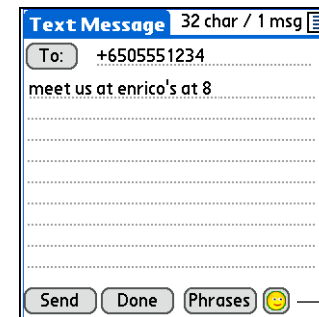 Text Message 32 char / 1 msg
To: +6505551234
meet us at enrico's at 8
Send Done Phrases